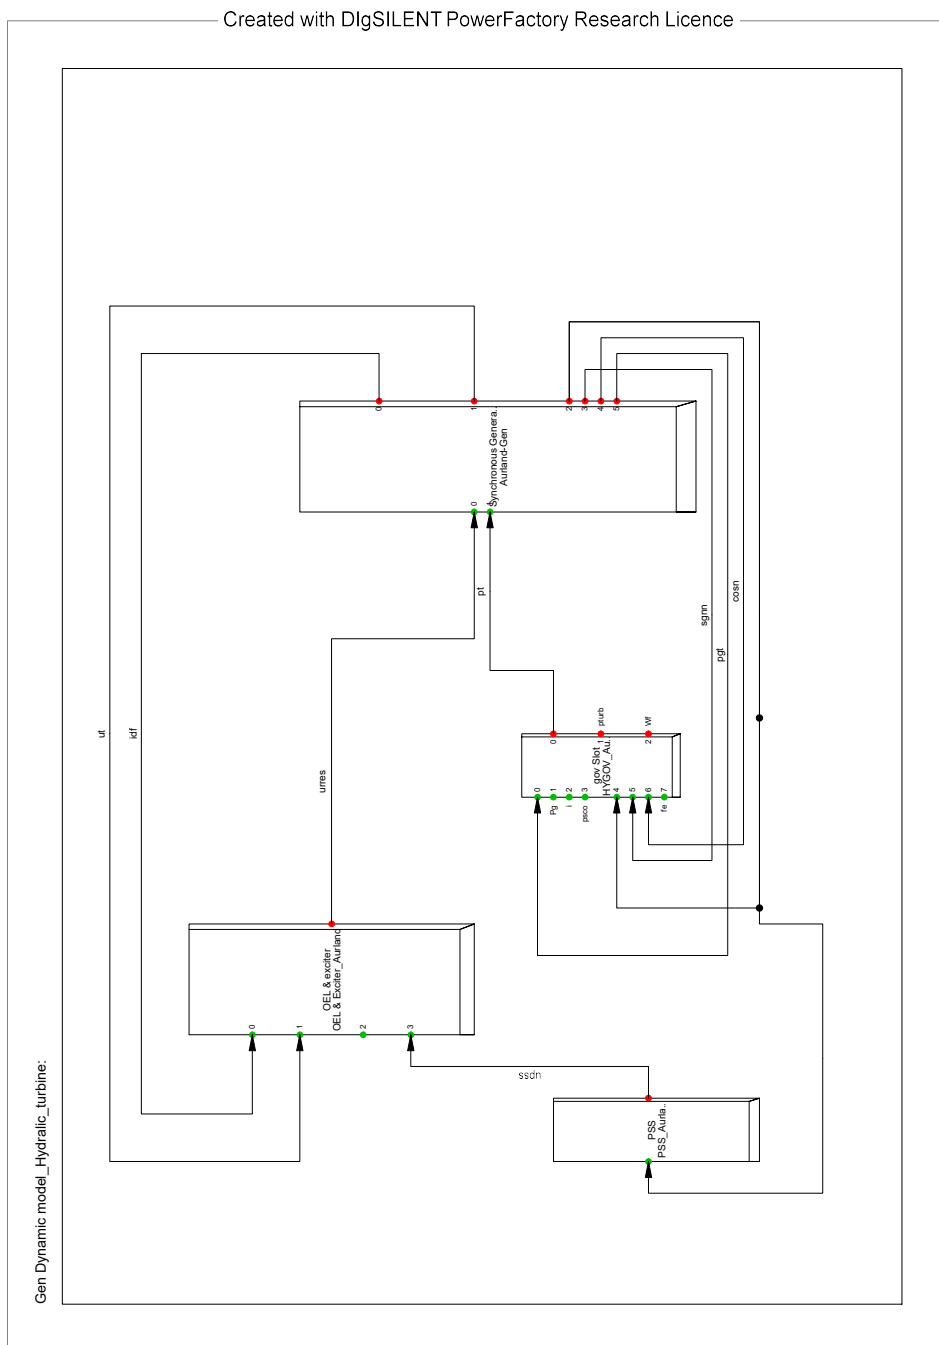 Created with DIgSILENT PowerFactory Research Licence
Gen Dynamic model_Hydralic_turbine:
ut
idf
urres
pt
sgnn
pgt
cosn
ssdn
0
1
2
3
4
5
Synchronous Genera..
Aurland-Gen
0
0
1
pturb
2
Wf
gov Slot
HYGOV_Au..
0
1
Pg
2
i
3
psco
4
5
6
7
fe
OEL & exciter
OEL & Exciter_Aurland
0
1
2
3
PSS
PSS_Aurla..